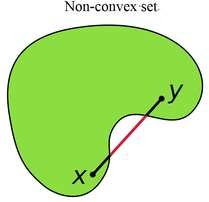 Non-convex set
y
x